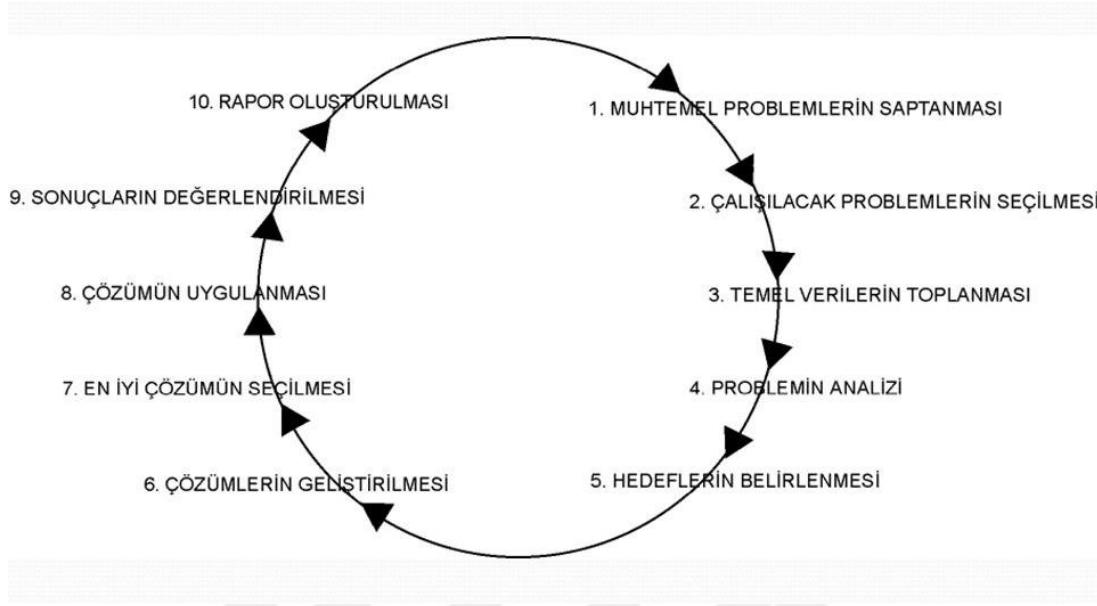 1. MUHTEMEL PROBLEMLERİN SAPTANMASI
2. ÇALIŞILACAK PROBLEMLERİN SEÇİLMESİ
3. TEMEL VERİLERİN TOPLANMASI
4. PROBLEMİN ANALİZİ
5. HEDEFLERİN BELİRLENMESİ
6. ÇÖZÜMLERİN GELİŞTİRİLMESİ
7. EN İYİ ÇÖZÜMÜN SEÇİLMESİ
8. ÇÖZÜMÜN UYGULANMASI
9. SONUÇLARIN DEĞERLENDİRİLMESİ
10. RAPOR OLUŞTURULMASI